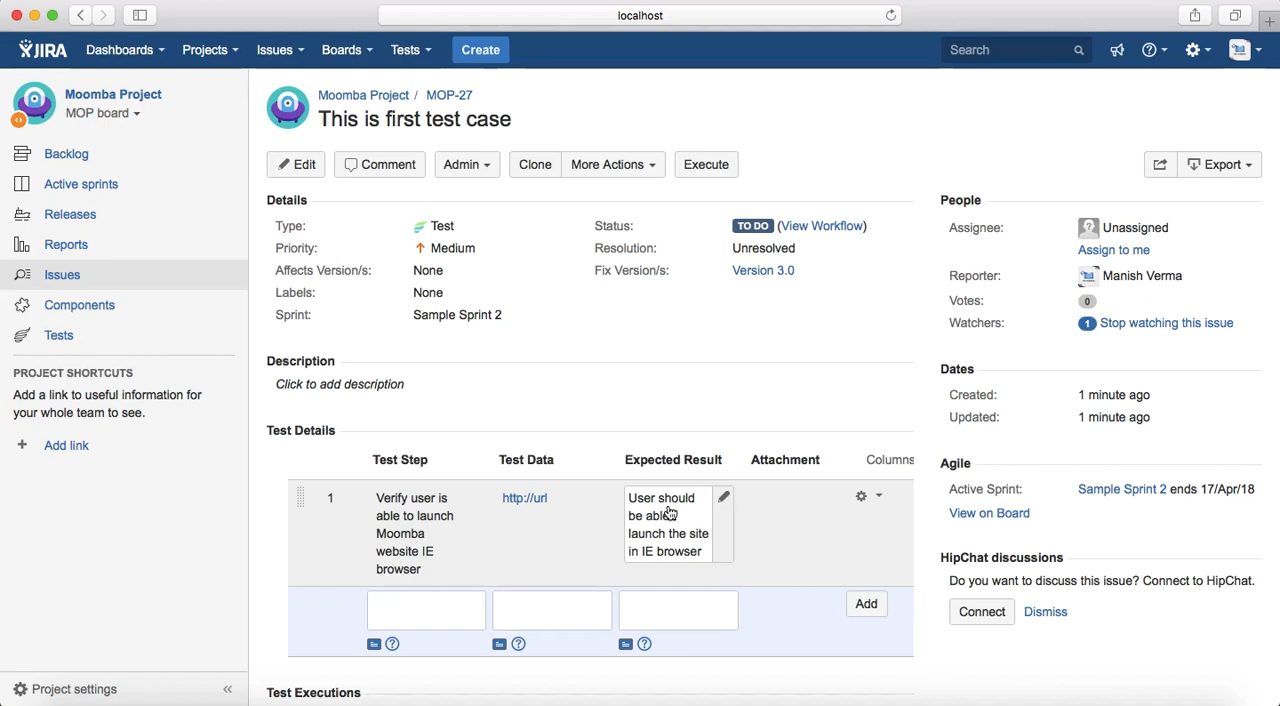 localhost
JIRA Dashboards Projects Issues Boards Tests Create Search
Moomba Project
MOP board
Backlog
Active sprints
Releases
Reports
Issues
Components
Tests
PROJECT SHORTCUTS
Add a link to useful information for
your whole team to see.
+ Add link
Project settings «
Moomba Project / MOP-27
This is first test case
Edit Comment Admin Clone More Actions Execute Export
Details
Type: Test
Priority: Medium
Affects Version/s: None
Labels: None
Sprint: Sample Sprint 2
Status: TO DO (View Workflow)
Resolution: Unresolved
Fix Version/s: Version 3.0
Description
Click to add description
Test Details
Test Step Test Data Expected Result Attachment Columns
1
Verify user is
able to launch
Moomba
website IE
browser
http://url
User should
be able
launch the site
in IE browser
Add
Test Executions
People
Assignee: Unassigned
Assign to me
Reporter: Manish Verma
Votes: 0
Watchers: 1 Stop watching this issue
Dates
Created: 1 minute ago
Updated: 1 minute ago
Agile
Active Sprint: Sample Sprint 2 ends 17/Apr/18
View on Board
HipChat discussions
Do you want to discuss this issue? Connect to HipChat.
Connect Dismiss